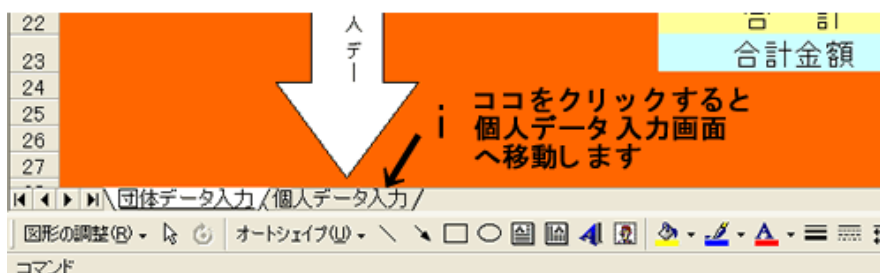 22
合 計
人デー
23
合計金額
24
ココをクリックすると
25
i
個人データ入力画面
26
へ移動します
27
団体データ入力
個人データ入力
図形の調整(R)
オートシェイプ(U)
コマンド